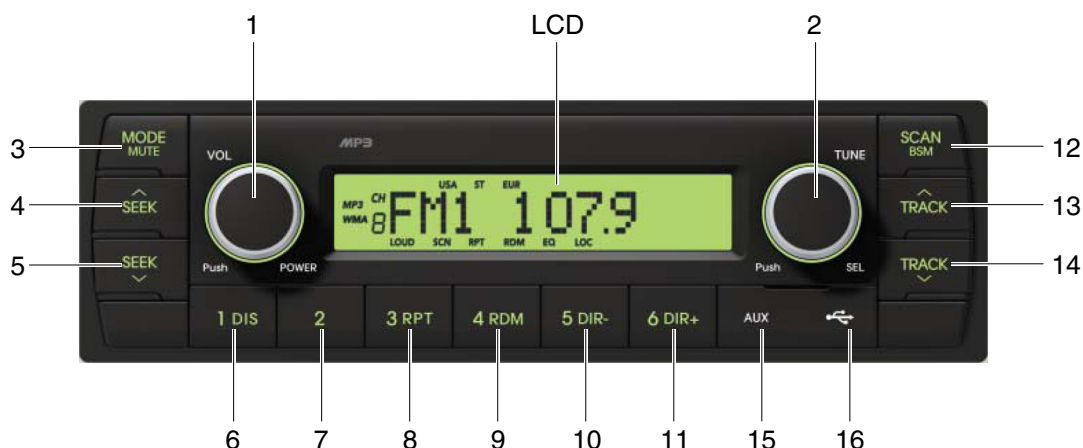 1 LCD 2
3 MODE MUTE VOL MP3 TUNE SCAN BSM 12
4 SEEK USA ST EUR TRACK 13
MP3 WMA CH 8 FM1 107.9
LOUD SCN RPT RDM EQ LOC
5 SEEK Push POWER Push SEL TRACK 14
1 DIS 2 3 RPT 4 RDM 5 DIR- 6 DIR+ AUX
6 7 8 9 10 11 15 16